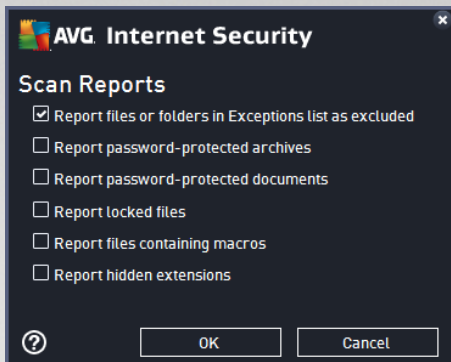 AVG Internet Security
Scan Reports
Report files or folders in Exceptions list as excluded
Report password-protected archives
Report password-protected documents
Report locked files
Report files containing macros
Report hidden extensions
?
OK
Cancel